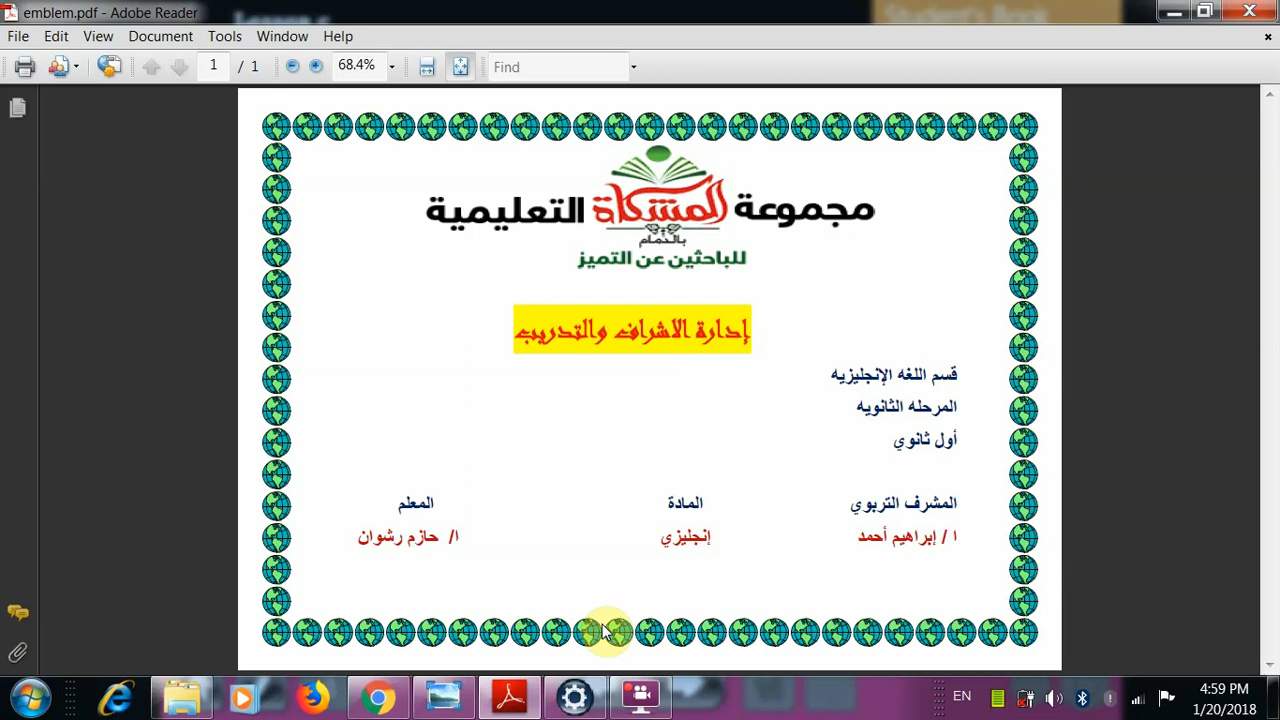 emblem.pdf - Adobe Reader
File Edit View Document Tools Window Help
1 / 1 68.4% Find
مجموعة المشكاة التعليمية
بالدمام
للباحثين عن التميز
إدارة الاشراف والتدريب
قسم اللغه الإنجليزيه
المرحله الثانويه
أول ثانوي
المشرف التربوي المادة المعلم
ا / إبراهيم أحمد إنجليزي ا/ حازم رشوان
EN 4:59 PM
1/20/2018